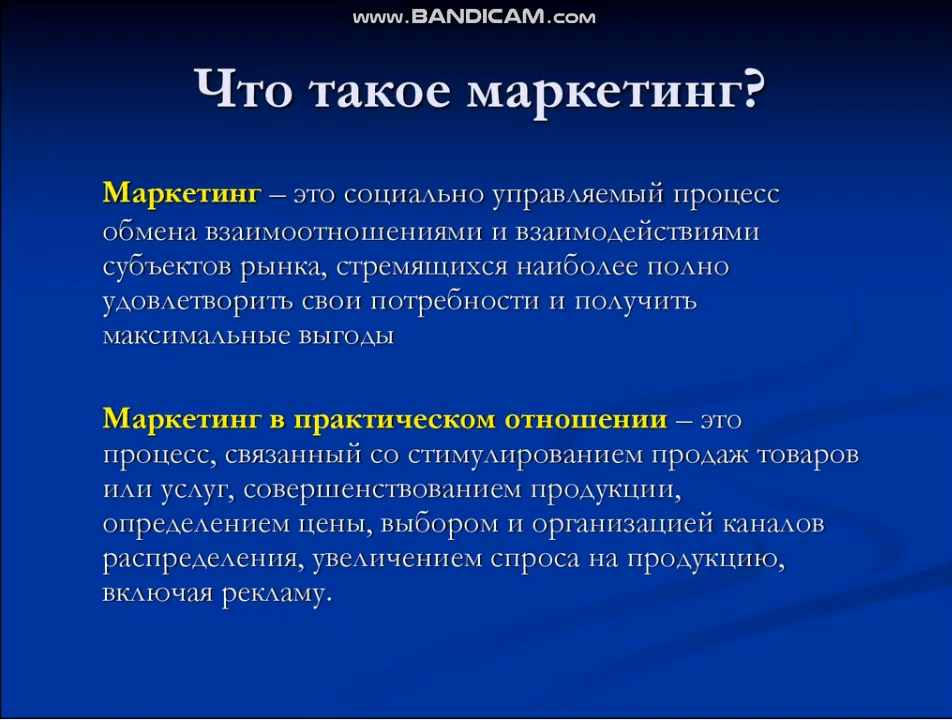 www.BANDICAM.com
Что такое маркетинг?
Маркетинг – это социально управляемый процесс
обмена взаимоотношениями и взаимодействиями
субъектов рынка, стремящихся наиболее полно
удовлетворить свои потребности и получить
максимальные выгоды
Маркетинг в практическом отношении – это
процесс, связанный со стимулированием продаж товаров
или услуг, совершенствованием продукции,
определением цены, выбором и организацией каналов
распределения, увеличением спроса на продукцию,
включая рекламу.